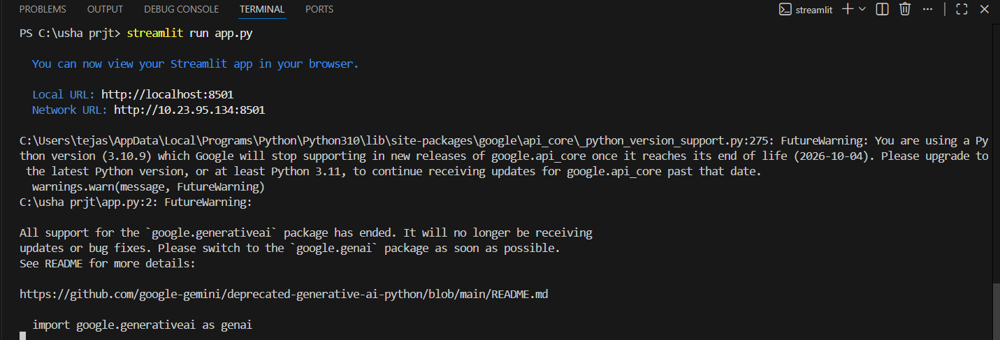 PROBLEMS OUTPUT DEBUG CONSOLE TERMINAL PORTS streamlit
PS C:\usha prjt> streamlit run app.py
You can now view your Streamlit app in your browser.
Local URL: http://localhost:8501
Network URL: http://10.23.95.134:8501
C:\Users\tejas\AppData\Local\Programs\Python\Python310\lib\site-packages\google\api_core\_python_version_support.py:275: FutureWarning: You are using a Py
thon version (3.10.9) which Google will stop supporting in new releases of google.api_core once it reaches its end of life (2026-10-04). Please upgrade to
the latest Python version, or at least Python 3.11, to continue receiving updates for google.api_core past that date.
warnings.warn(message, FutureWarning)
C:\usha prjt\app.py:2: FutureWarning:
All support for the `google.generativeai` package has ended. It will no longer be receiving
updates or bug fixes. Please switch to the `google.genai` package as soon as possible.
See README for more details:
https://github.com/google-gemini/deprecated-generative-ai-python/blob/main/README.md
import google.generativeai as genai